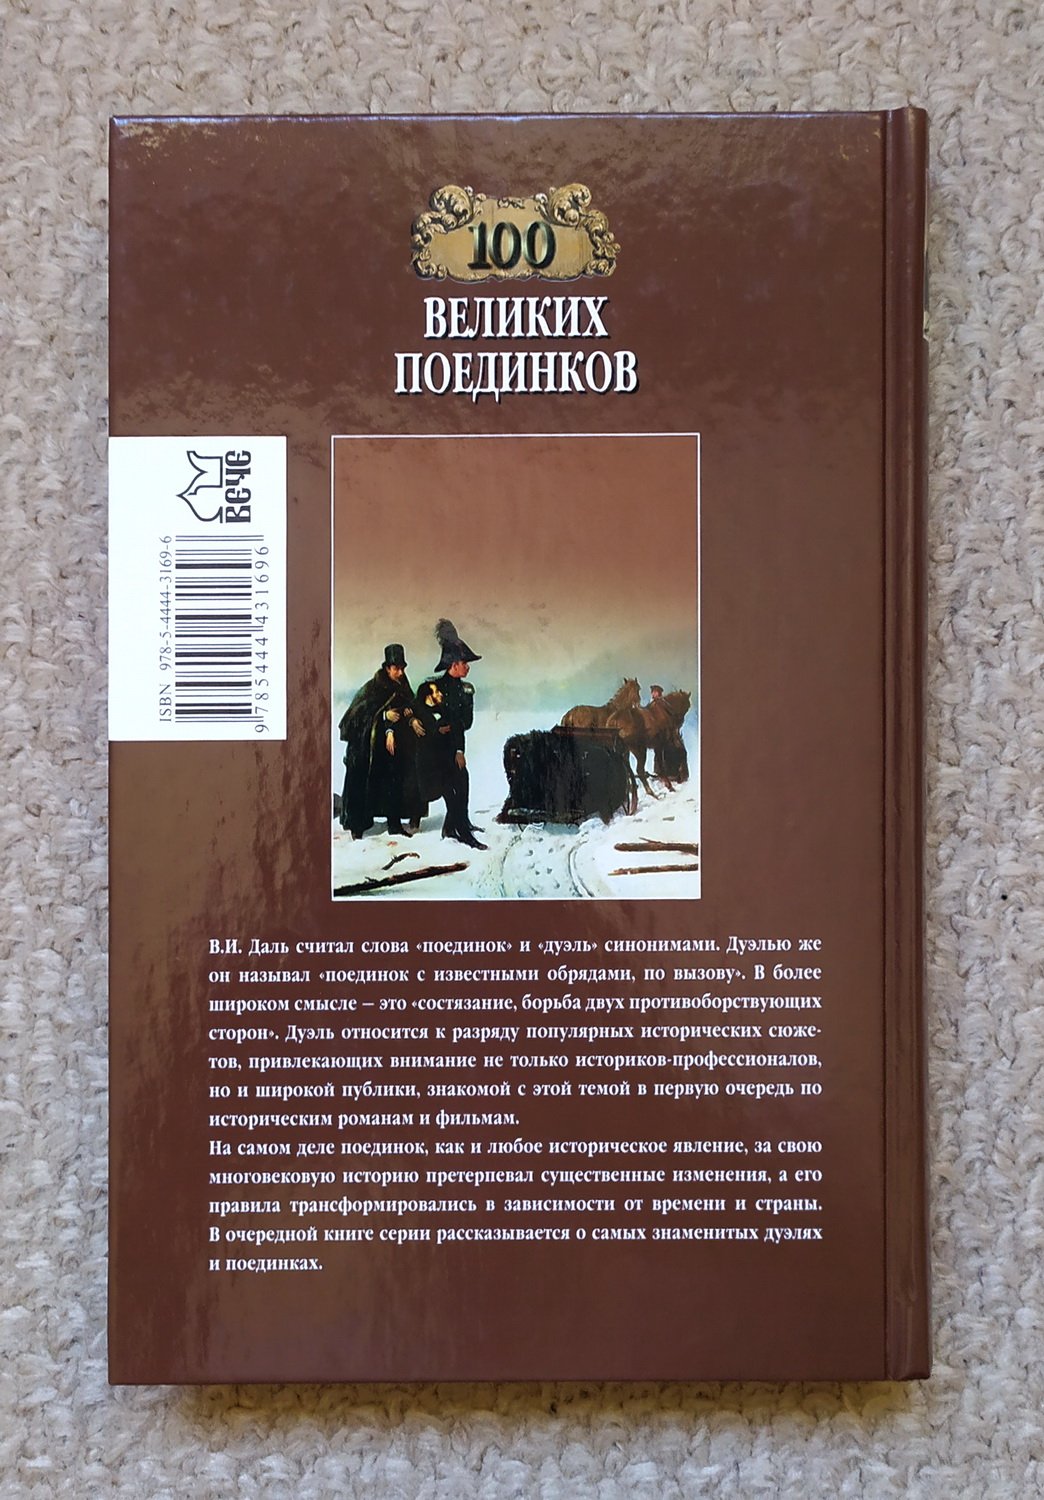 100
ВЕЛИКИХ
ПОЕДИНКОВ
вече
ISBN 978-5-4444-3169-6
9785444431696
В.И. Даль считал слова «поединок» и «дуэль» синонимами. Дуэлью же
он называл «поединок с известными обрядами, по вызову». В более
широком смысле – это «состязание, борьба двух противоборствующих
сторон». Дуэль относится к разряду популярных исторических сюже-
тов, привлекающих внимание не только историков-профессионалов,
но и широкой публики, знакомой с этой темой в первую очередь по
историческим романам и фильмам.
На самом деле поединок, как и любое историческое явление, за свою
многовековую историю претерпевал существенные изменения, а его
правила трансформировались в зависимости от времени и страны.
В очередной книге серии рассказывается о самых знаменитых дуэлях
и поединках.